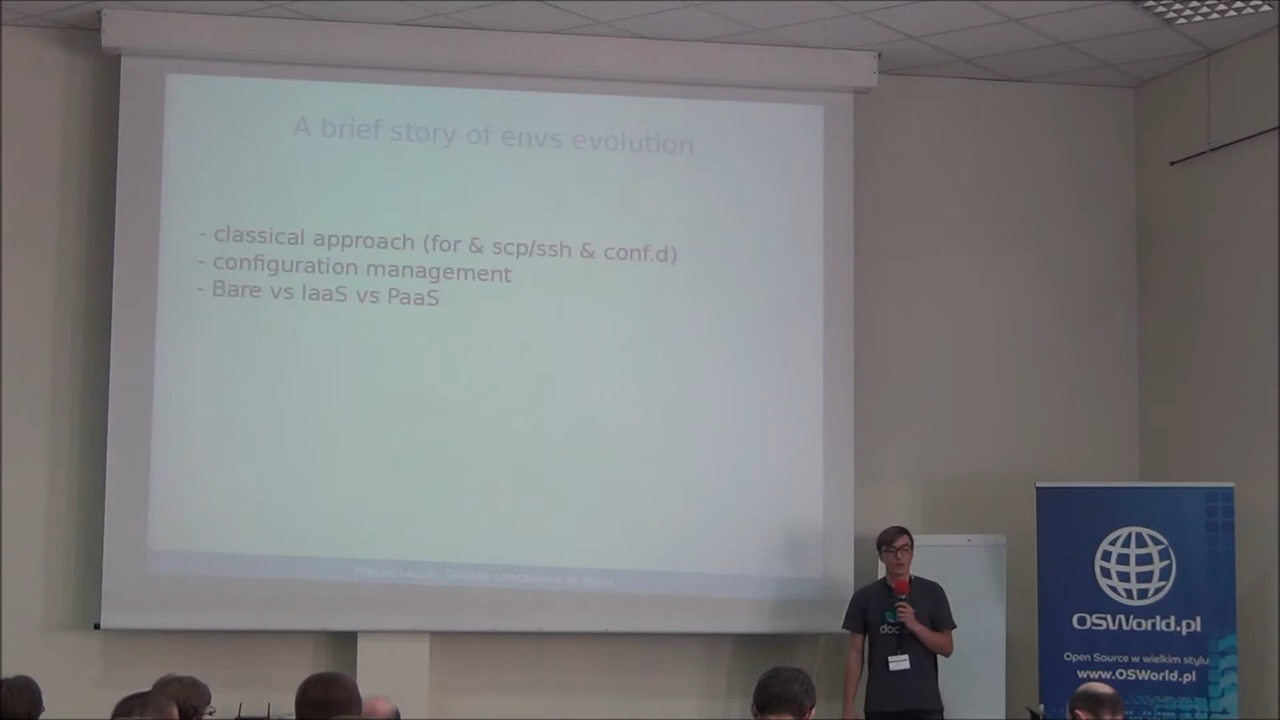 A brief story of envs evolution
- classical approach (for & scp/ssh & conf.d)
- configuration management
- Bare vs IaaS vs PaaS
OSWorld.pl
Open Source w wielkim stylu
www.OSWorld.pl